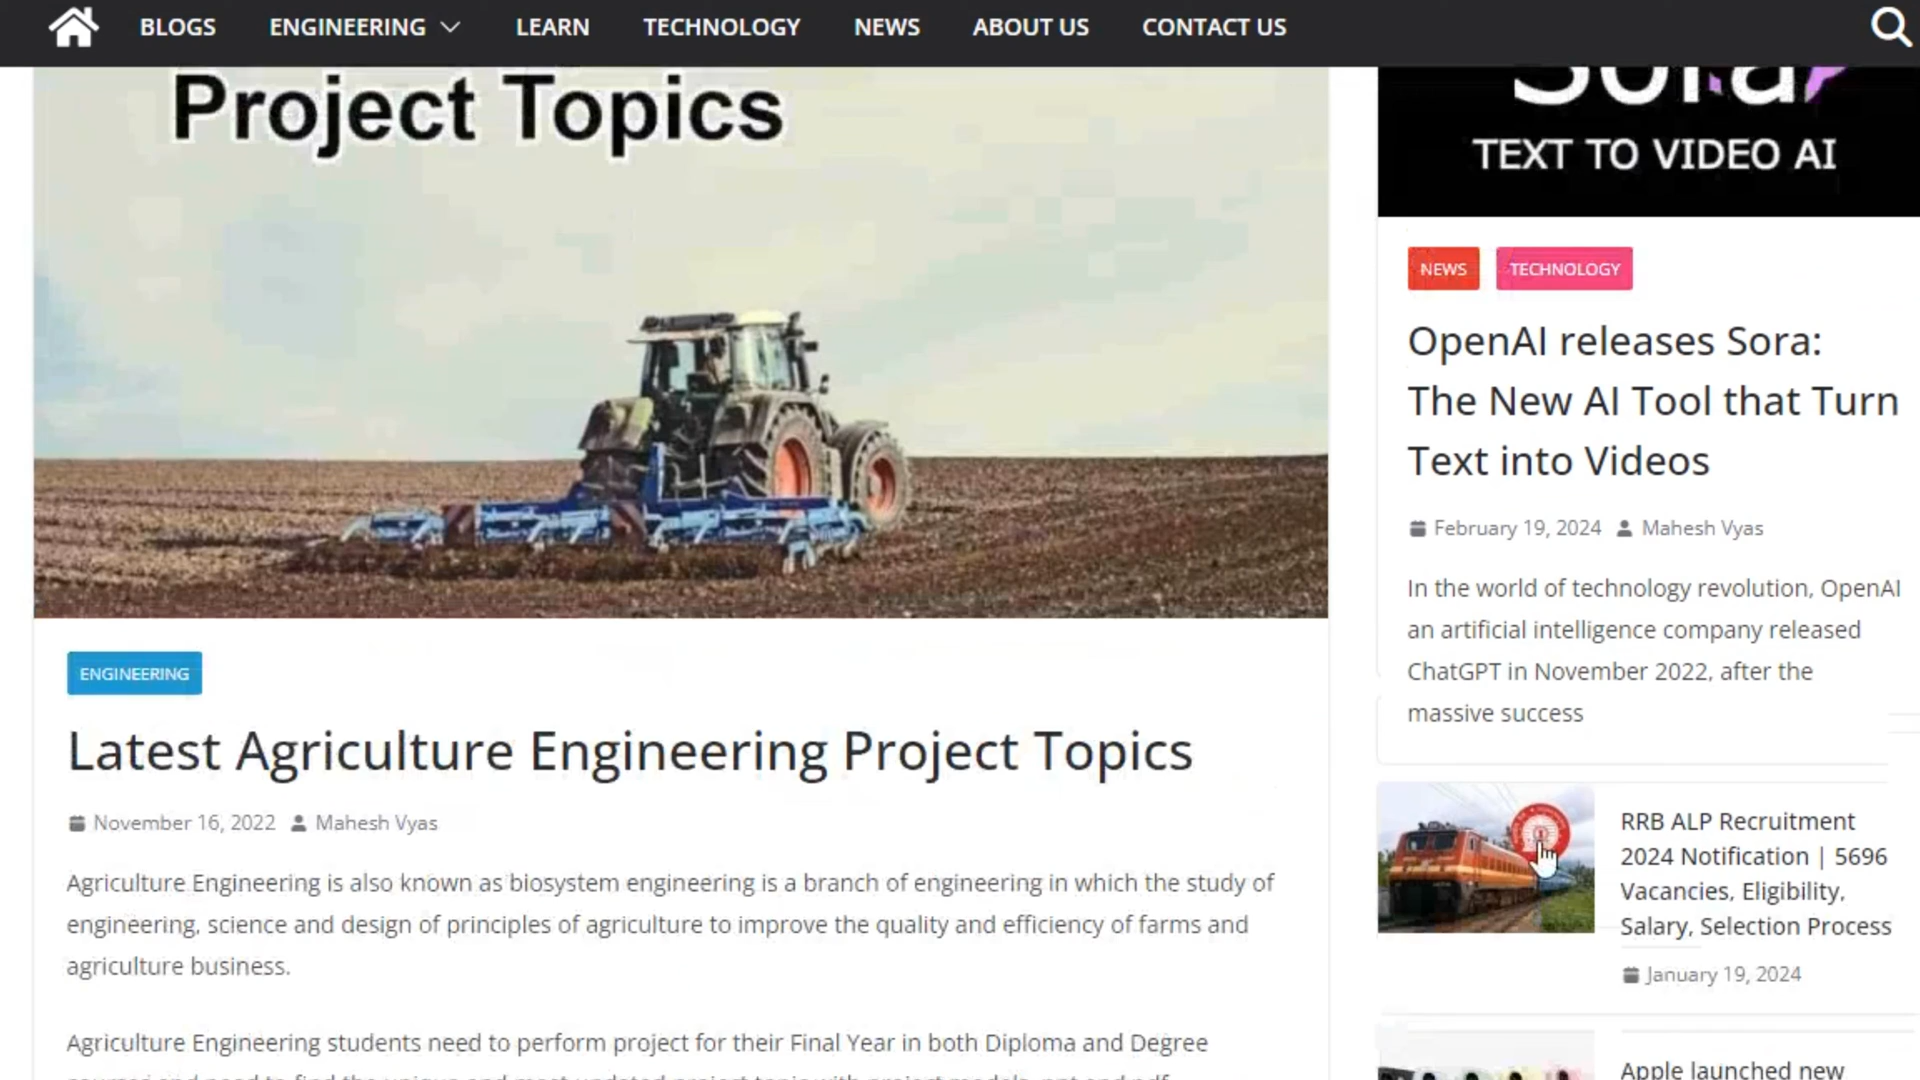 BLOGS ENGINEERING LEARN TECHNOLOGY NEWS ABOUT US CONTACT US
Project Topics
ENGINEERING
Latest Agriculture Engineering Project Topics
November 16, 2022 Mahesh Vyas
Agriculture Engineering is also known as biosystem engineering is a branch of engineering in which the study of
engineering, science and design of principles of agriculture to improve the quality and efficiency of farms and
agriculture business.
Agriculture Engineering students need to perform project for their Final Year in both Diploma and Degree
Sora
TEXT TO VIDEO AI
NEWS TECHNOLOGY
OpenAI releases Sora:
The New AI Tool that Turn
Text into Videos
February 19, 2024 Mahesh Vyas
In the world of technology revolution, OpenAI
an artificial intelligence company released
ChatGPT in November 2022, after the
massive success
RRB ALP Recruitment
2024 Notification | 5696
Vacancies, Eligibility,
Salary, Selection Process
January 19, 2024
Apple launched new